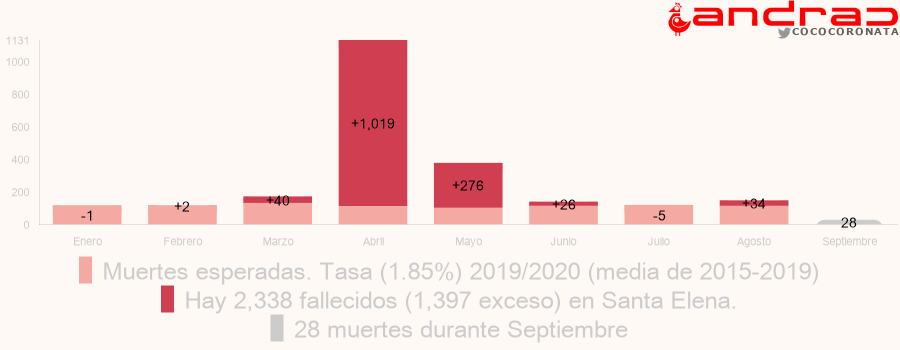 andrac
COCOCORONATA
1131
1000
800
600
400
200
0
+1,019
+276
+40
+26
+34
+2
-1
-5
28
Enero Febrero Marzo Abril Mayo Junio Julio Agosto Septiembre
Muertes esperadas. Tasa (1.85%) 2019/2020 (media de 2015-2019)
Hay 2,338 fallecidos (1,397 exceso) en Santa Elena.
28 muertes durante Septiembre